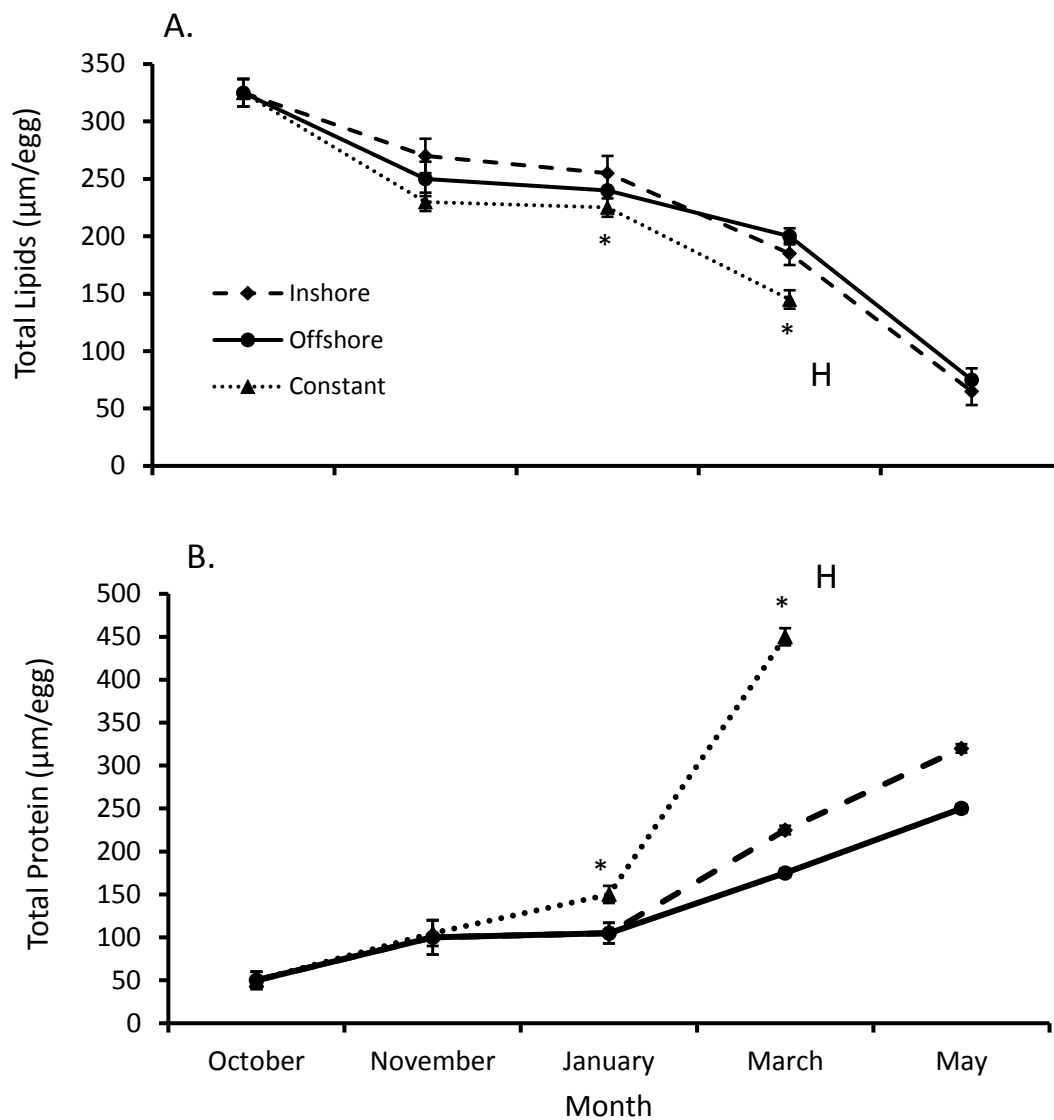 A.
Total Lipids (µm/egg)
350
300
250
200
150
100
50
0
Inshore
Offshore
Constant
*
*
H
B.
Total Protein (µm/egg)
500
450
400
350
300
250
200
150
100
50
0
*
*
H
October November January March May
Month